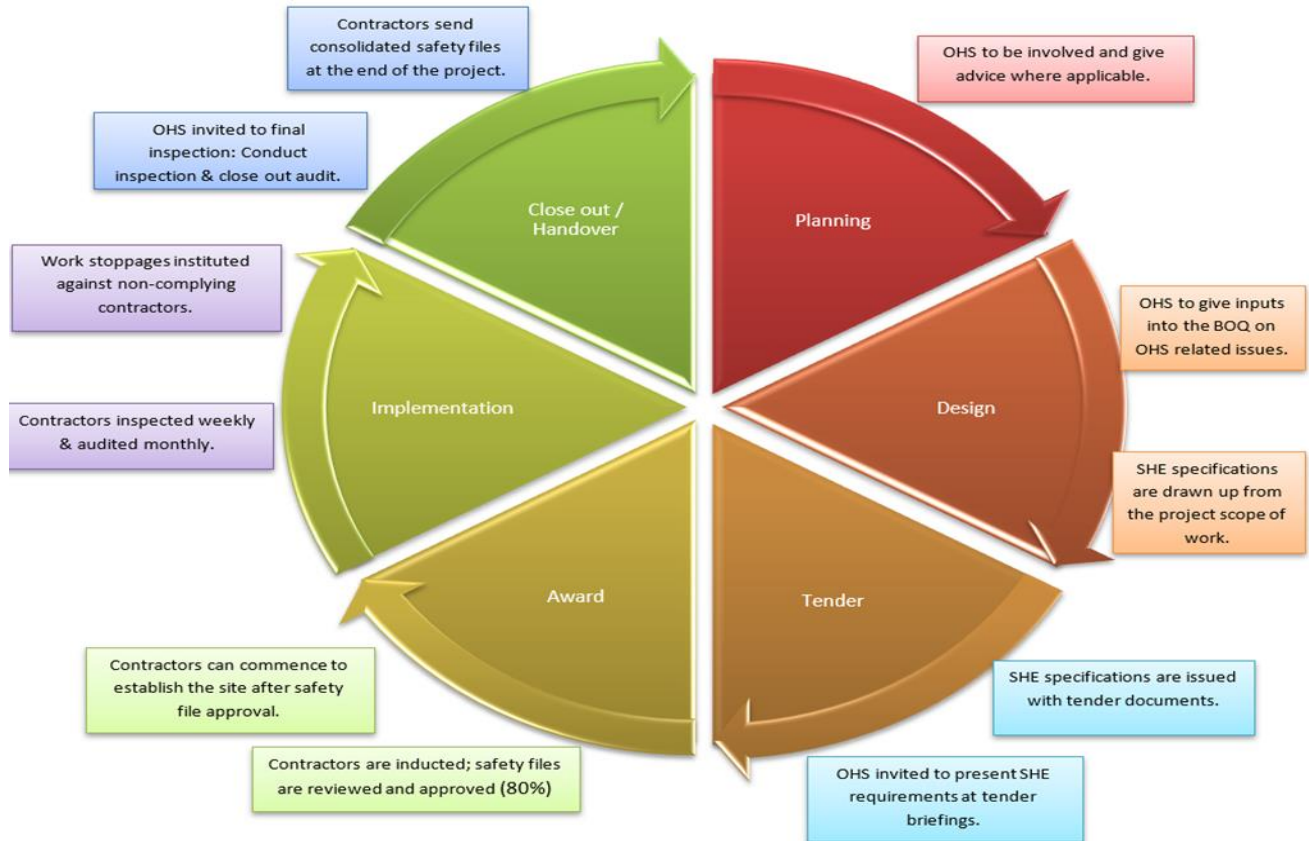 Contractors send
consolidated safety files
at the end of the project.
OHS to be involved and give
advice where applicable.
OHS invited to final
inspection: Conduct
inspection & close out audit.
Close out /
Handover
Planning
Work stoppages instituted
against non-complying
contractors.
OHS to give inputs
into the BOQ on
OHS related issues.
Implementation
Design
Contractors inspected weekly
& audited monthly.
SHE specifications
are drawn up from
the project scope of
work.
Award
Tender
Contractors can commence to
establish the site after safety
file approval.
SHE specifications are issued
with tender documents.
Contractors are inducted; safety files
are reviewed and approved (80%)
OHS invited to present SHE
requirements at tender
briefings.